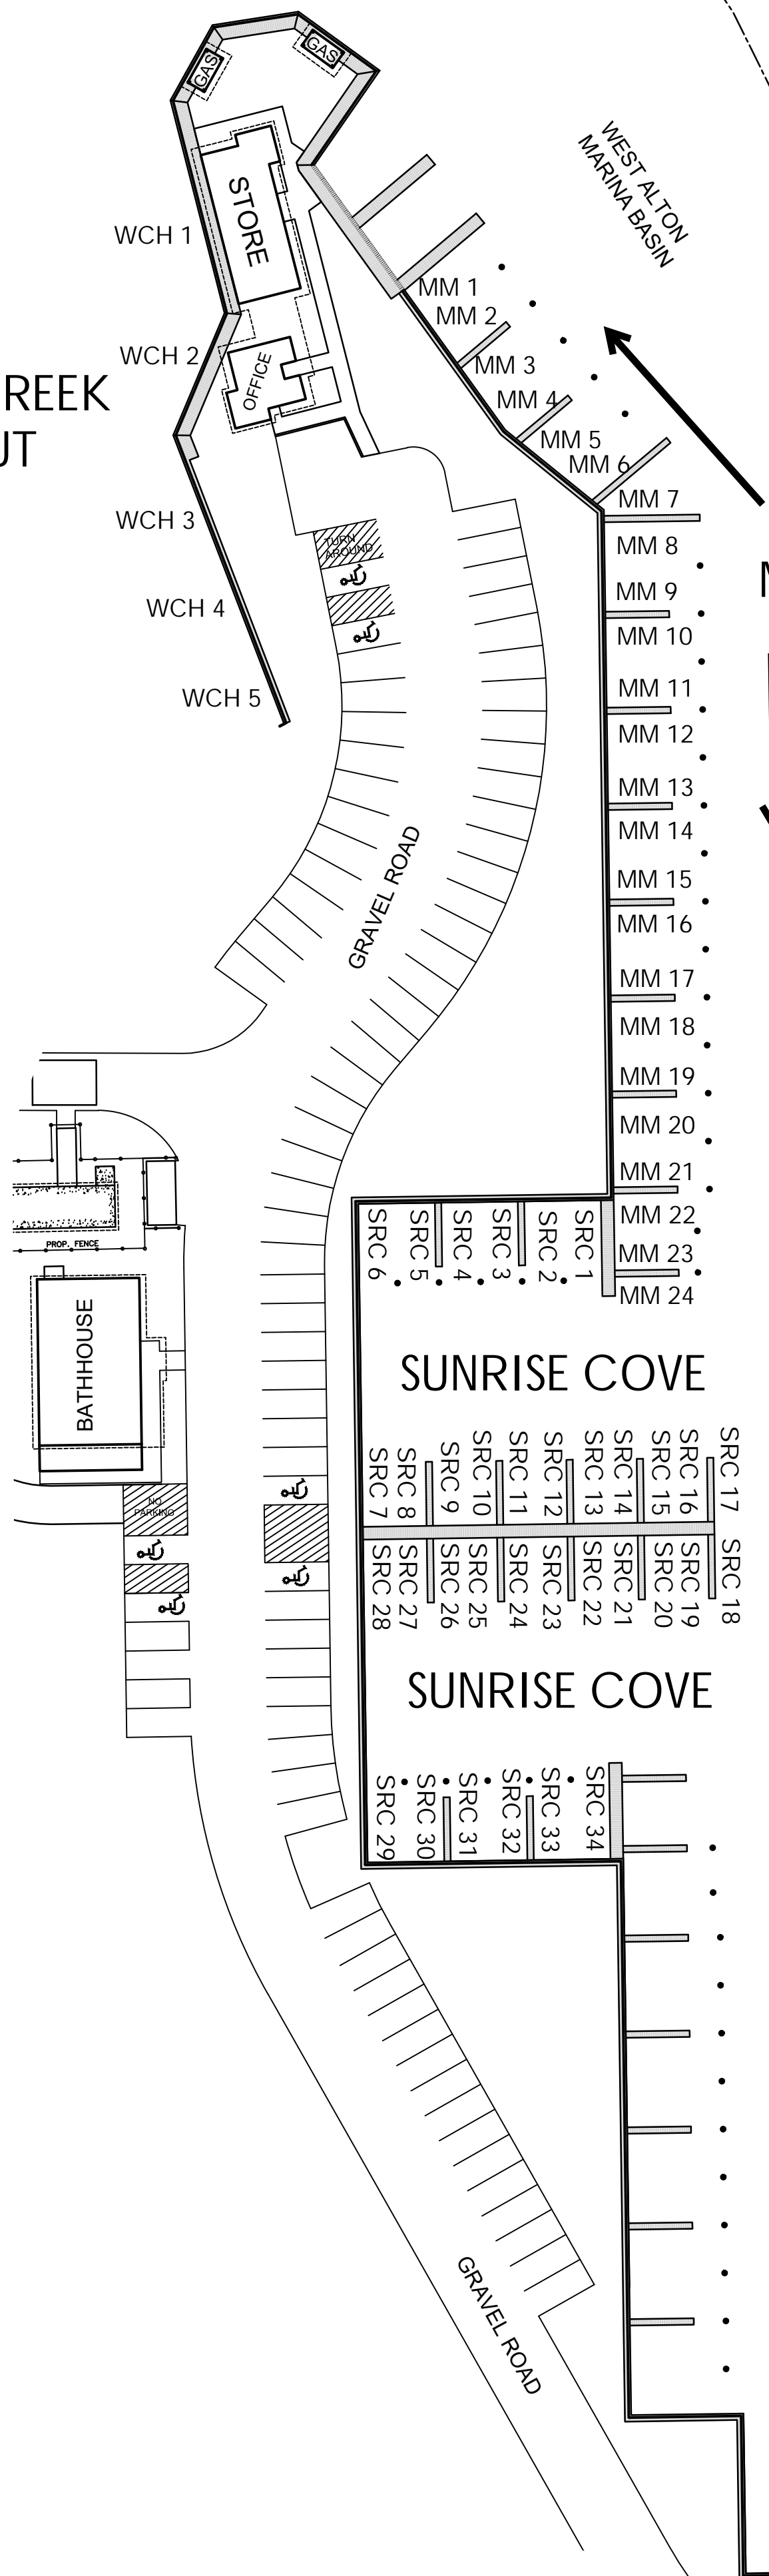 GAS
GAS
WEST ALTON
MARINA BASIN
STORE
WCH 1
MM 1
MM 2
WCH 2
MM 3
OFFICE
REEK
MM 4
UT
MM 5
MM 6
MM 7
WCH 3
TURN
AROUND
MM 8
MM 9
WCH 4
MM 10
MM 11
WCH 5
MM 12
MM 13
MM 14
GRAVEL ROAD
MM 15
MM 16
MM 17
MM 18
MM 19
MM 20
MM 21
MM 22
PROP. FENCE
MM 23
MM 24
SRC 6
SRC 5
SRC 4
SRC 3
SRC 2
SRC 1
BATHHOUSE
SUNRISE COVE
SRC 7
SRC 8
SRC 9
SRC 10
SRC 11
SRC 12
SRC 13
SRC 14
SRC 15
SRC 16
SRC 17
NO
PARKING
SRC 28
SRC 27
SRC 26
SRC 25
SRC 24
SRC 23
SRC 22
SRC 21
SRC 20
SRC 19
SRC 18
SUNRISE COVE
SRC 29
SRC 30
SRC 31
SRC 32
SRC 33
SRC 34
GRAVEL ROAD